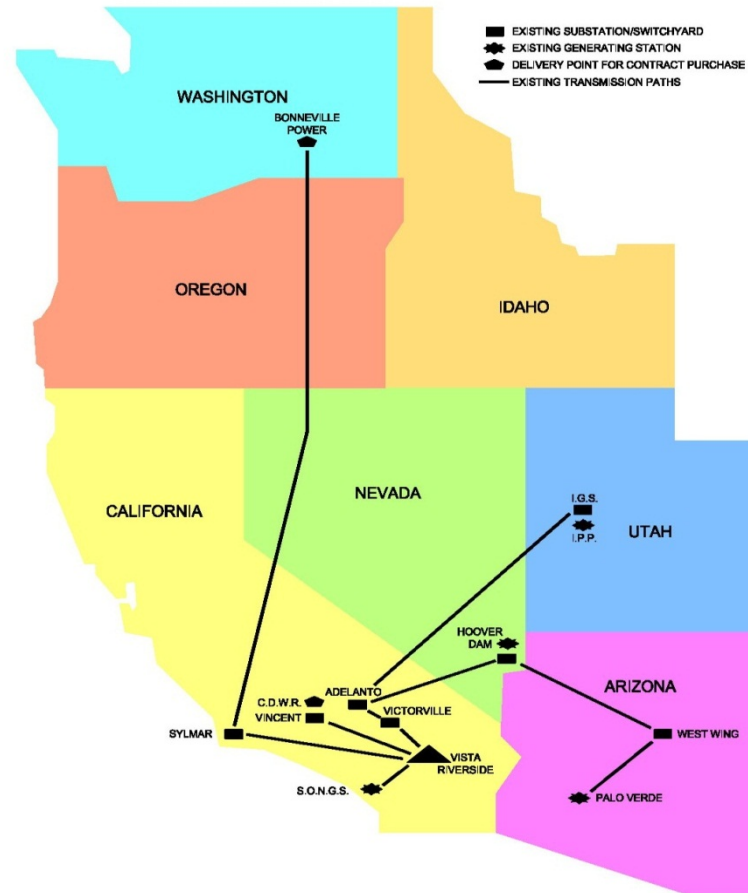 EXISTING SUBSTATION/SWITCHYARD
EXISTING GENERATING STATION
DELIVERY POINT FOR CONTRACT PURCHASE
EXISTING TRANSMISSION PATHS
WASHINGTON
BONNEVILLE
POWER
OREGON
IDAHO
NEVADA
CALIFORNIA
I.G.S.
I.P.P.
UTAH
HOOVER
DAM
ARIZONA
ADELANTO
C.D.W.R.
VICTORVILLE
VINCENT
SYLMAR
WEST WING
VISTA
RIVERSIDE
S.O.N.G.S.
PALO VERDE